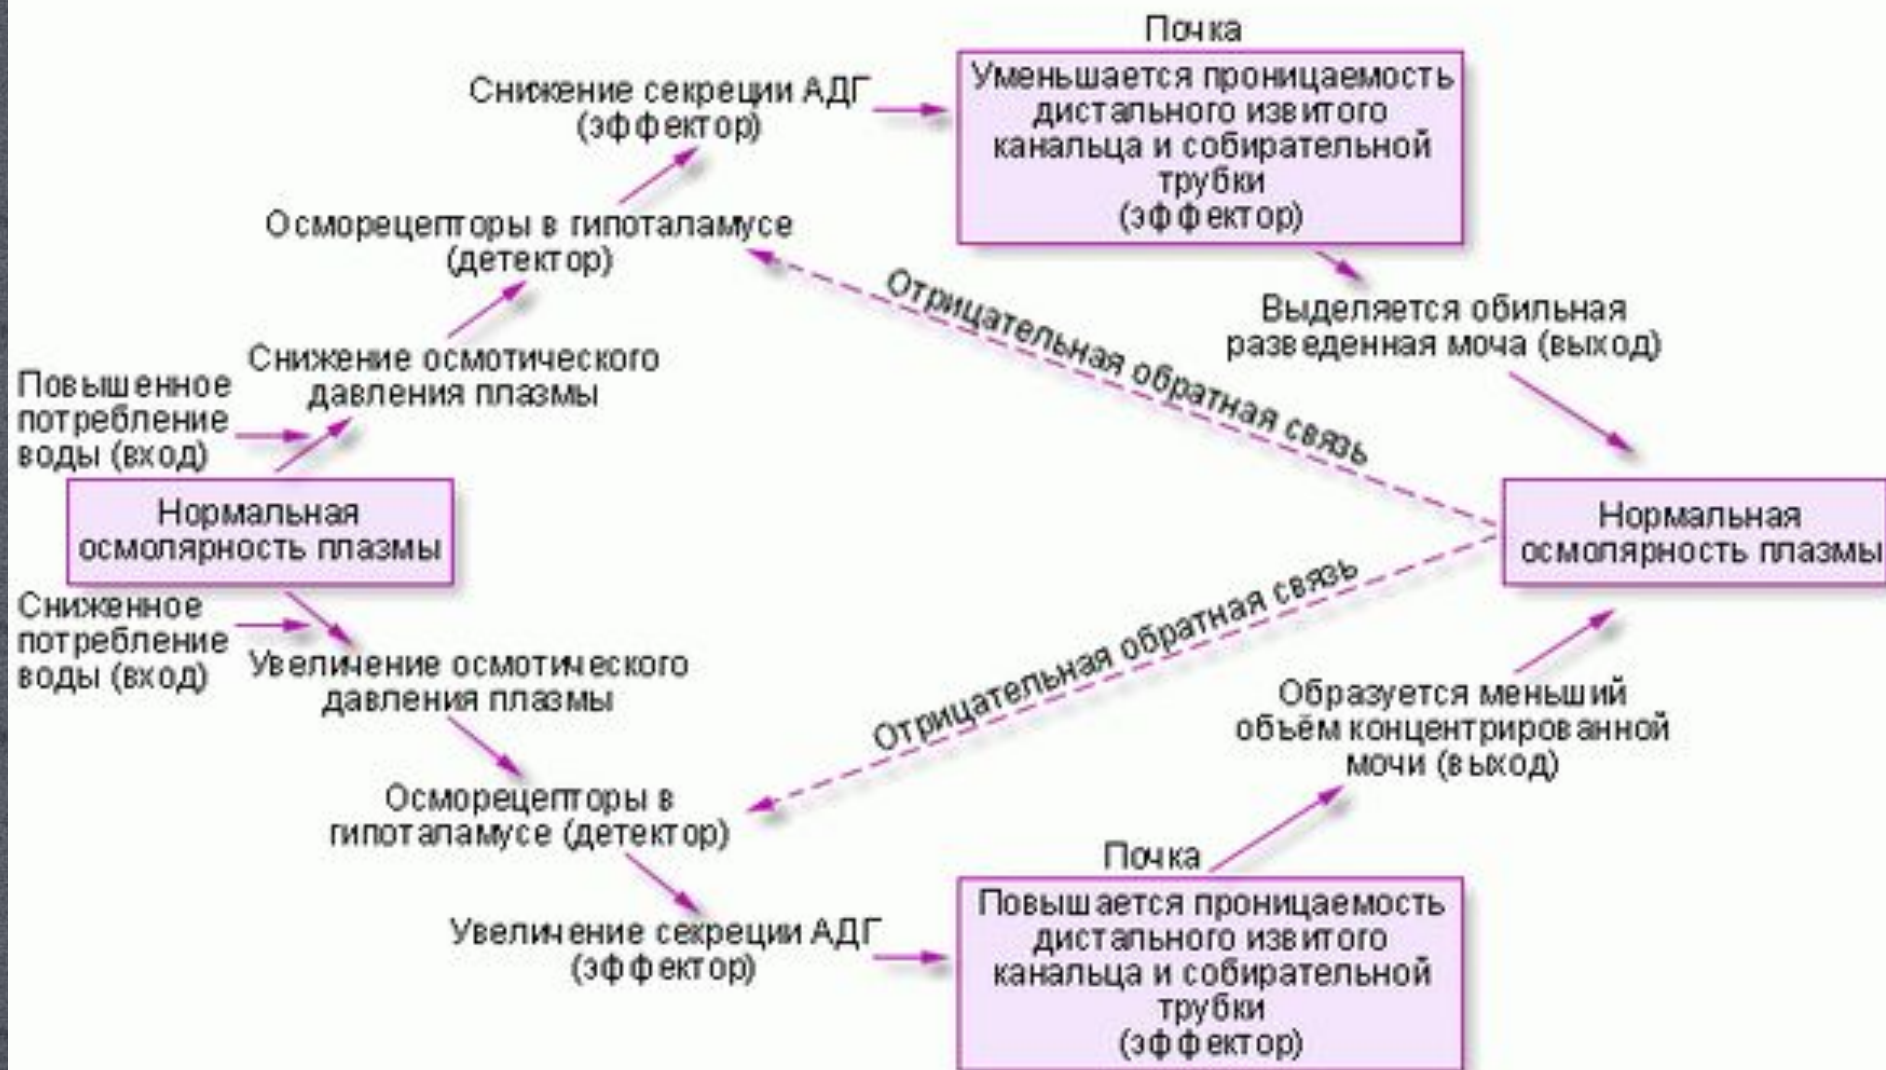 Почка
Снижение секреции АДГ
(эффектор)
Уменьшается проницаемость
дистального извитого
канальца и собирательной
трубки
(эффектор)
Осморецепторы в гипоталамусе
(детектор)
Отрицательная обратная связь
Выделяется обильная
разведенная моча (выход)
Снижение осмотического
давления плазмы
Повышенное
потребление
воды (вход)
Нормальная
осмолярность плазмы
Нормальная
осмолярность плазмы
Сниженное
потребление
воды (вход)
Увеличение осмотического
давления плазмы
Отрицательная обратная связь
Образуется меньший
объём концентрированной
мочи (выход)
Осморецепторы в
гипоталамусе (детектор)
Почка
Увеличение секреции АДГ
(эффектор)
Повышается проницаемость
дистального извитого
канальца и собирательной
трубки
(эффектор)